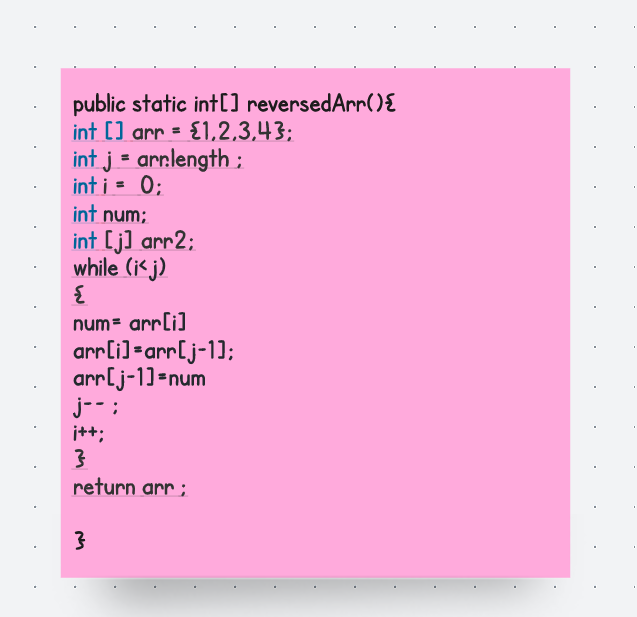 public static int[] reversedArr(){
int [] arr = {1,2,3,4};
int j = arr.length ;
int i =  0;
int num;
int [j] arr2;
while (i<j)
{
num= arr[i]
arr[i]=arr[j-1];
arr[j-1]=num
j-- ;
i++;
}
return arr ;
}